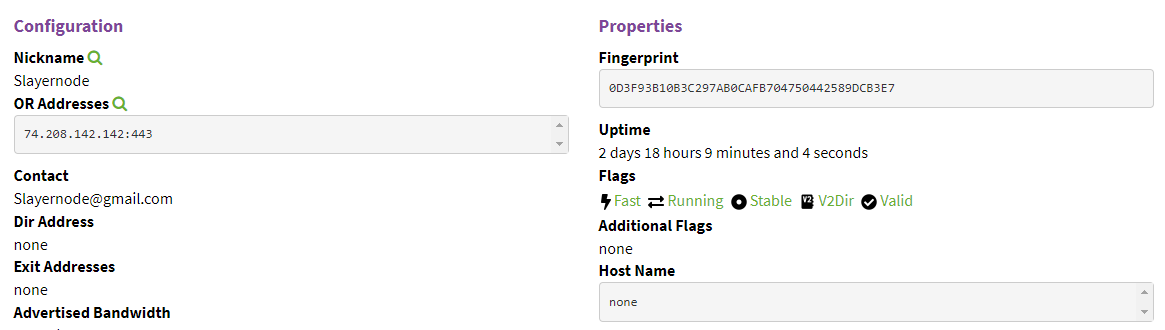 Configuration
Nickname
Slayernode
OR Addresses
74.208.142.142:443
Contact
Slayernode@gmail.com
Dir Address
none
Exit Addresses
none
Advertised Bandwidth
Properties
Fingerprint
0D3F93B10B3C297AB0CAFB704750442589DCB3E7
Uptime
2 days 18 hours 9 minutes and 4 seconds
Flags
Fast Running Stable V2 V2Dir Valid
Additional Flags
none
Host Name
none